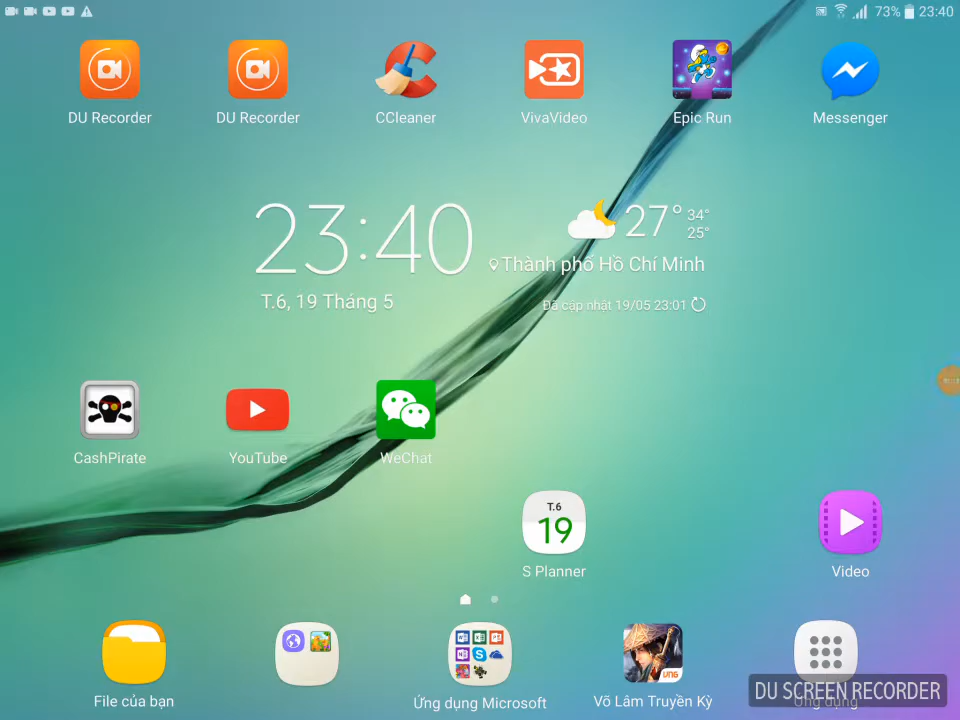 73% 23:40
DU Recorder
DU Recorder
CCleaner
VivaVideo
Epic Run
Messenger
23:40
27° 34°
25°
Thành phố Hồ Chí Minh
T.6, 19 Tháng 5
Đã cập nhật 19/05 23:01
CashPirate
YouTube
WeChat
T.6
19
S Planner
Video
File của bạn
Ứng dụng Microsoft
VNG
Võ Lâm Truyền Kỳ
Ứng dụng
DU SCREEN RECORDER